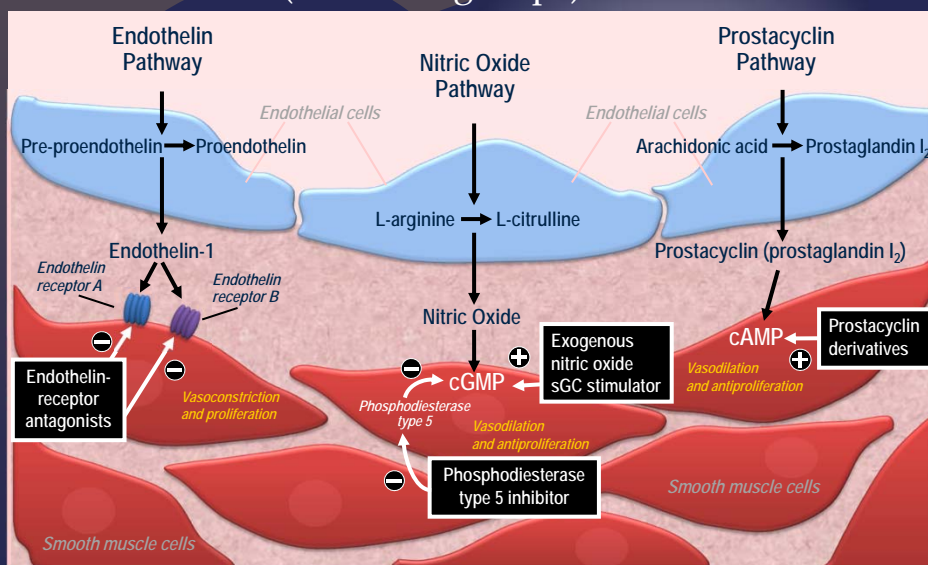 Endothelin
Pathway
Nitric Oxide
Pathway
Prostacyclin
Pathway
Endothelial cells
Endothelial cells
Pre-proendothelin
Proendothelin
L-arginine
L-citrulline
Arachidonic acid
Prostaglandin I₂
Endothelin-1
Endothelin
receptor A
Endothelin
receptor B
Nitric Oxide
Prostacyclin (prostaglandin I₂)
Endothelin-
receptor
antagonists
Vasoconstriction
and proliferation
cGMP
Phosphodiesterase
type 5
Exogenous
nitric oxide
sGC stimulator
Vasodilation
and antiproliferation
Phosphodiesterase
type 5 inhibitor
cAMP
Prostacyclin
derivatives
Vasodilation
and antiproliferation
Smooth muscle cells
Smooth muscle cells